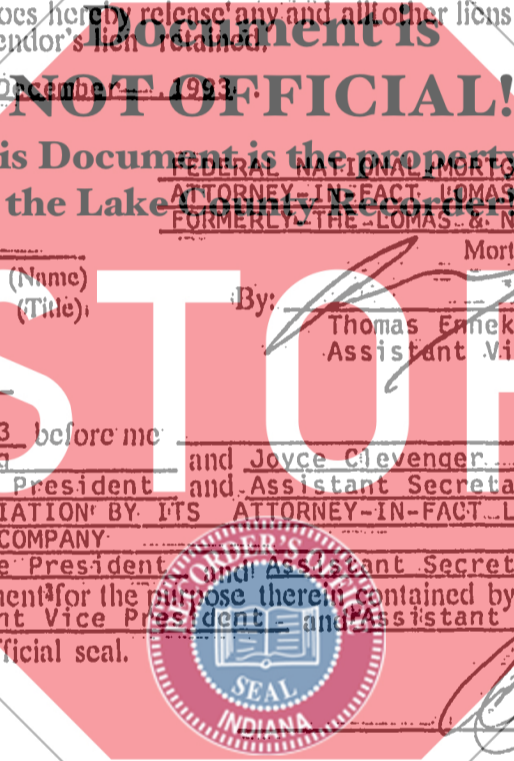 oes hereby release any and all other liens
endor's lien retained.
Document is
December 1993.
NOT OFFICIAL!
is Document is the property
FEDERAL NATIONAL MORTG
ATTORNEY-IN-FACT LOMAS
the Lake County Recorder
FORMERLY THE LOMAS & N
Mort
(Name)
(Title)
By:
Thomas Ennek
Assistant Vi
STOP
3 before me
and Joyce Clevenger
President and Assistant Secreta
IATION BY ITS ATTORNEY-IN-FACT L
COMPANY
e President and Assistant Secret
ment for the purpose therein contained by
nt Vice President and Assistant
ficial seal.
RECORDER'S OFFICE
SEAL
INDIANA